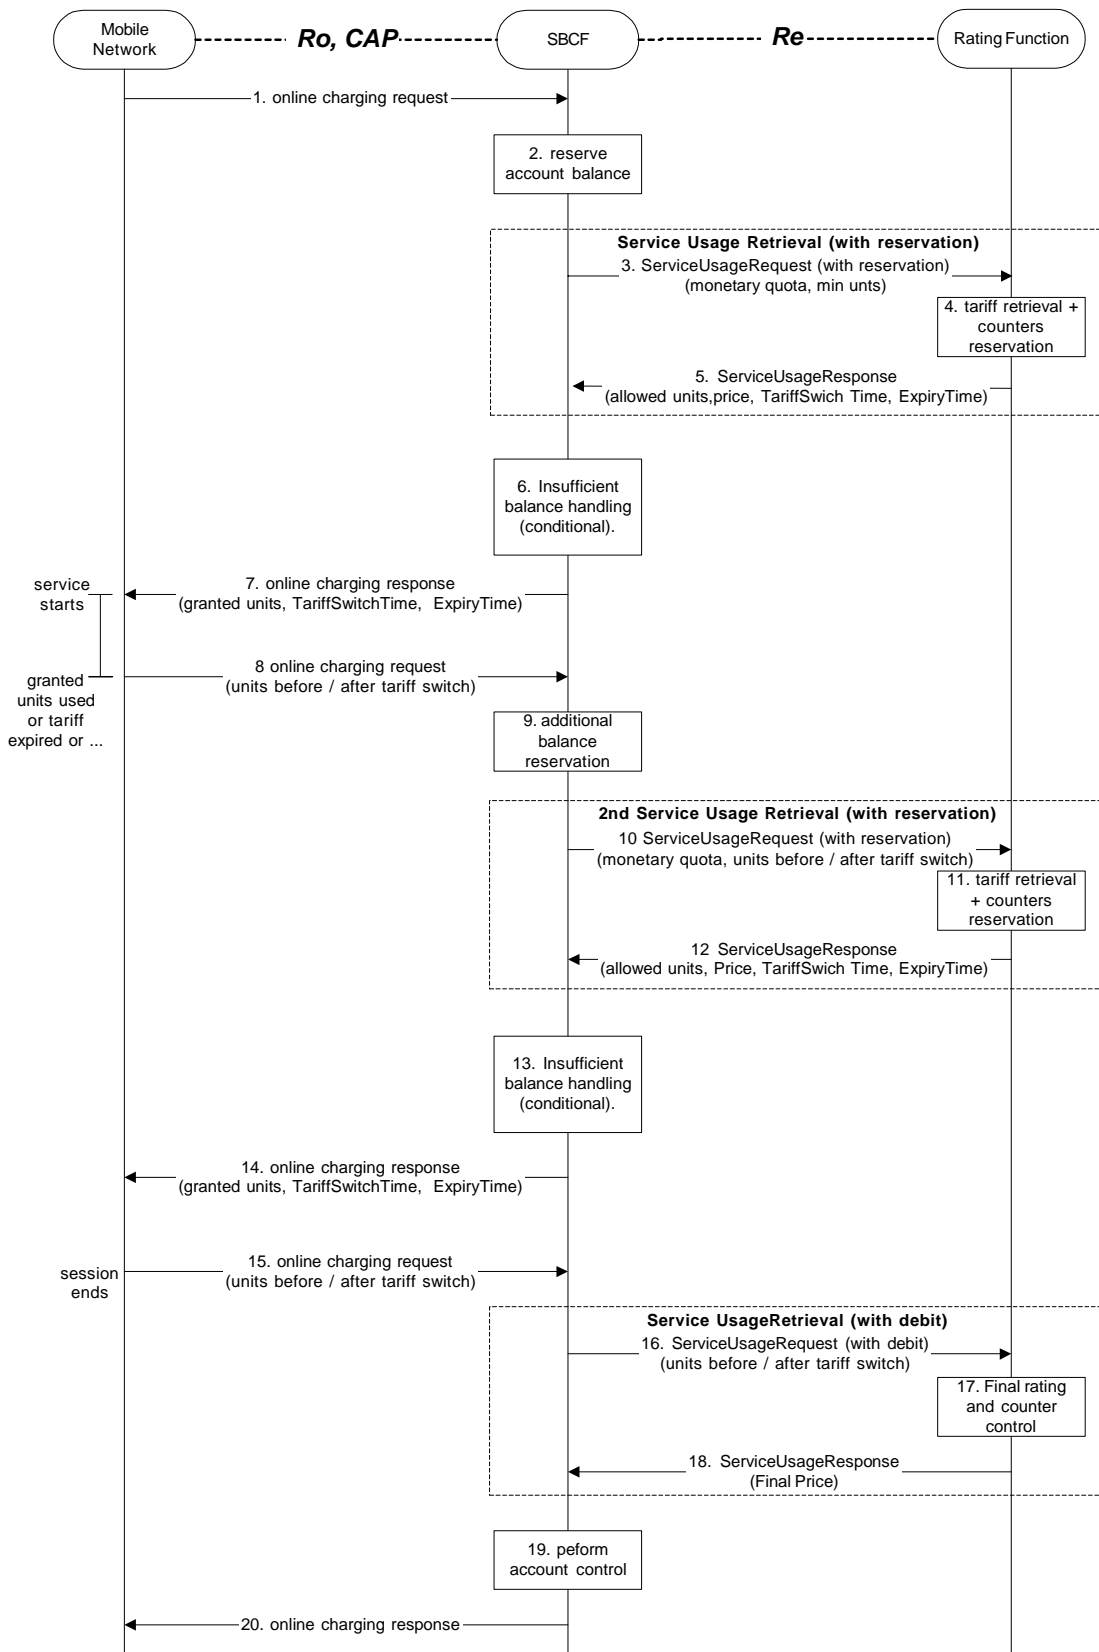 Mobile
Network
Ro, CAP
SBCF
Re
Rating Function
1. online charging request
2. reserve
account balance
Service Usage Retrieval (with reservation)
3. ServiceUsageRequest (with reservation)
(monetary quota, min unts)
4. tariff retrieval +
counters
reservation
5. ServiceUsageResponse
(allowed units,price, TariffSwich Time, ExpiryTime)
6. Insufficient
balance handling
(conditional).
service
starts
7. online charging response
(granted units, TariffSwitchTime, ExpiryTime)
8 online charging request
(units before / after tariff switch)
granted
units used
or tariff
expired or ...
9. additional
balance
reservation
2nd Service Usage Retrieval (with reservation)
10 ServiceUsageRequest (with reservation)
(monetary quota, units before / after tariff switch)
11. tariff retrieval
+ counters
reservation
12 ServiceUsageResponse
(allowed units, Price, TariffSwich Time, ExpiryTime)
13. Insufficient
balance handling
(conditional).
14. online charging response
(granted units, TariffSwitchTime, ExpiryTime)
session
ends
15. online charging request
(units before / after tariff switch)
Service UsageRetrieval (with debit)
16. ServiceUsageRequest (with debit)
(units before / after tariff switch)
17. Final rating
and counter
control
18. ServiceUsageResponse
(Final Price)
19. peform
account control
20. online charging response